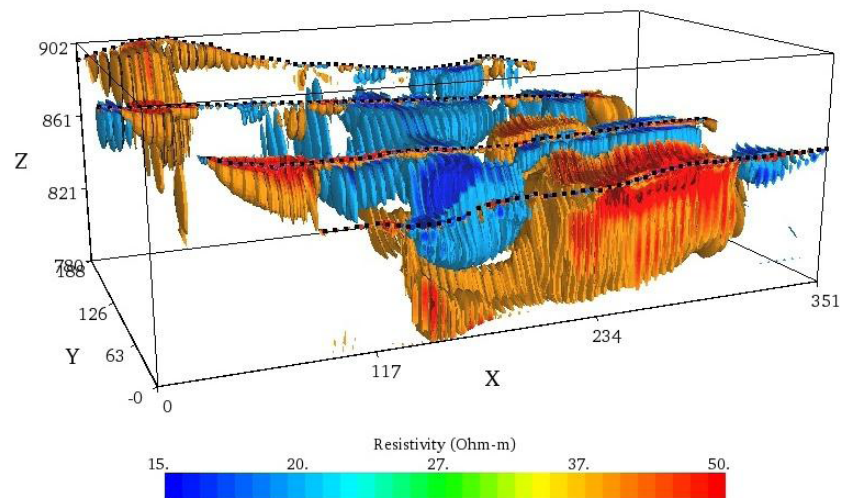 902
861
Z
821
780
188
126
Y
63
-0
0
117
X
234
351
Resistivity (Ohm-m)
15. 20. 27. 37. 50.